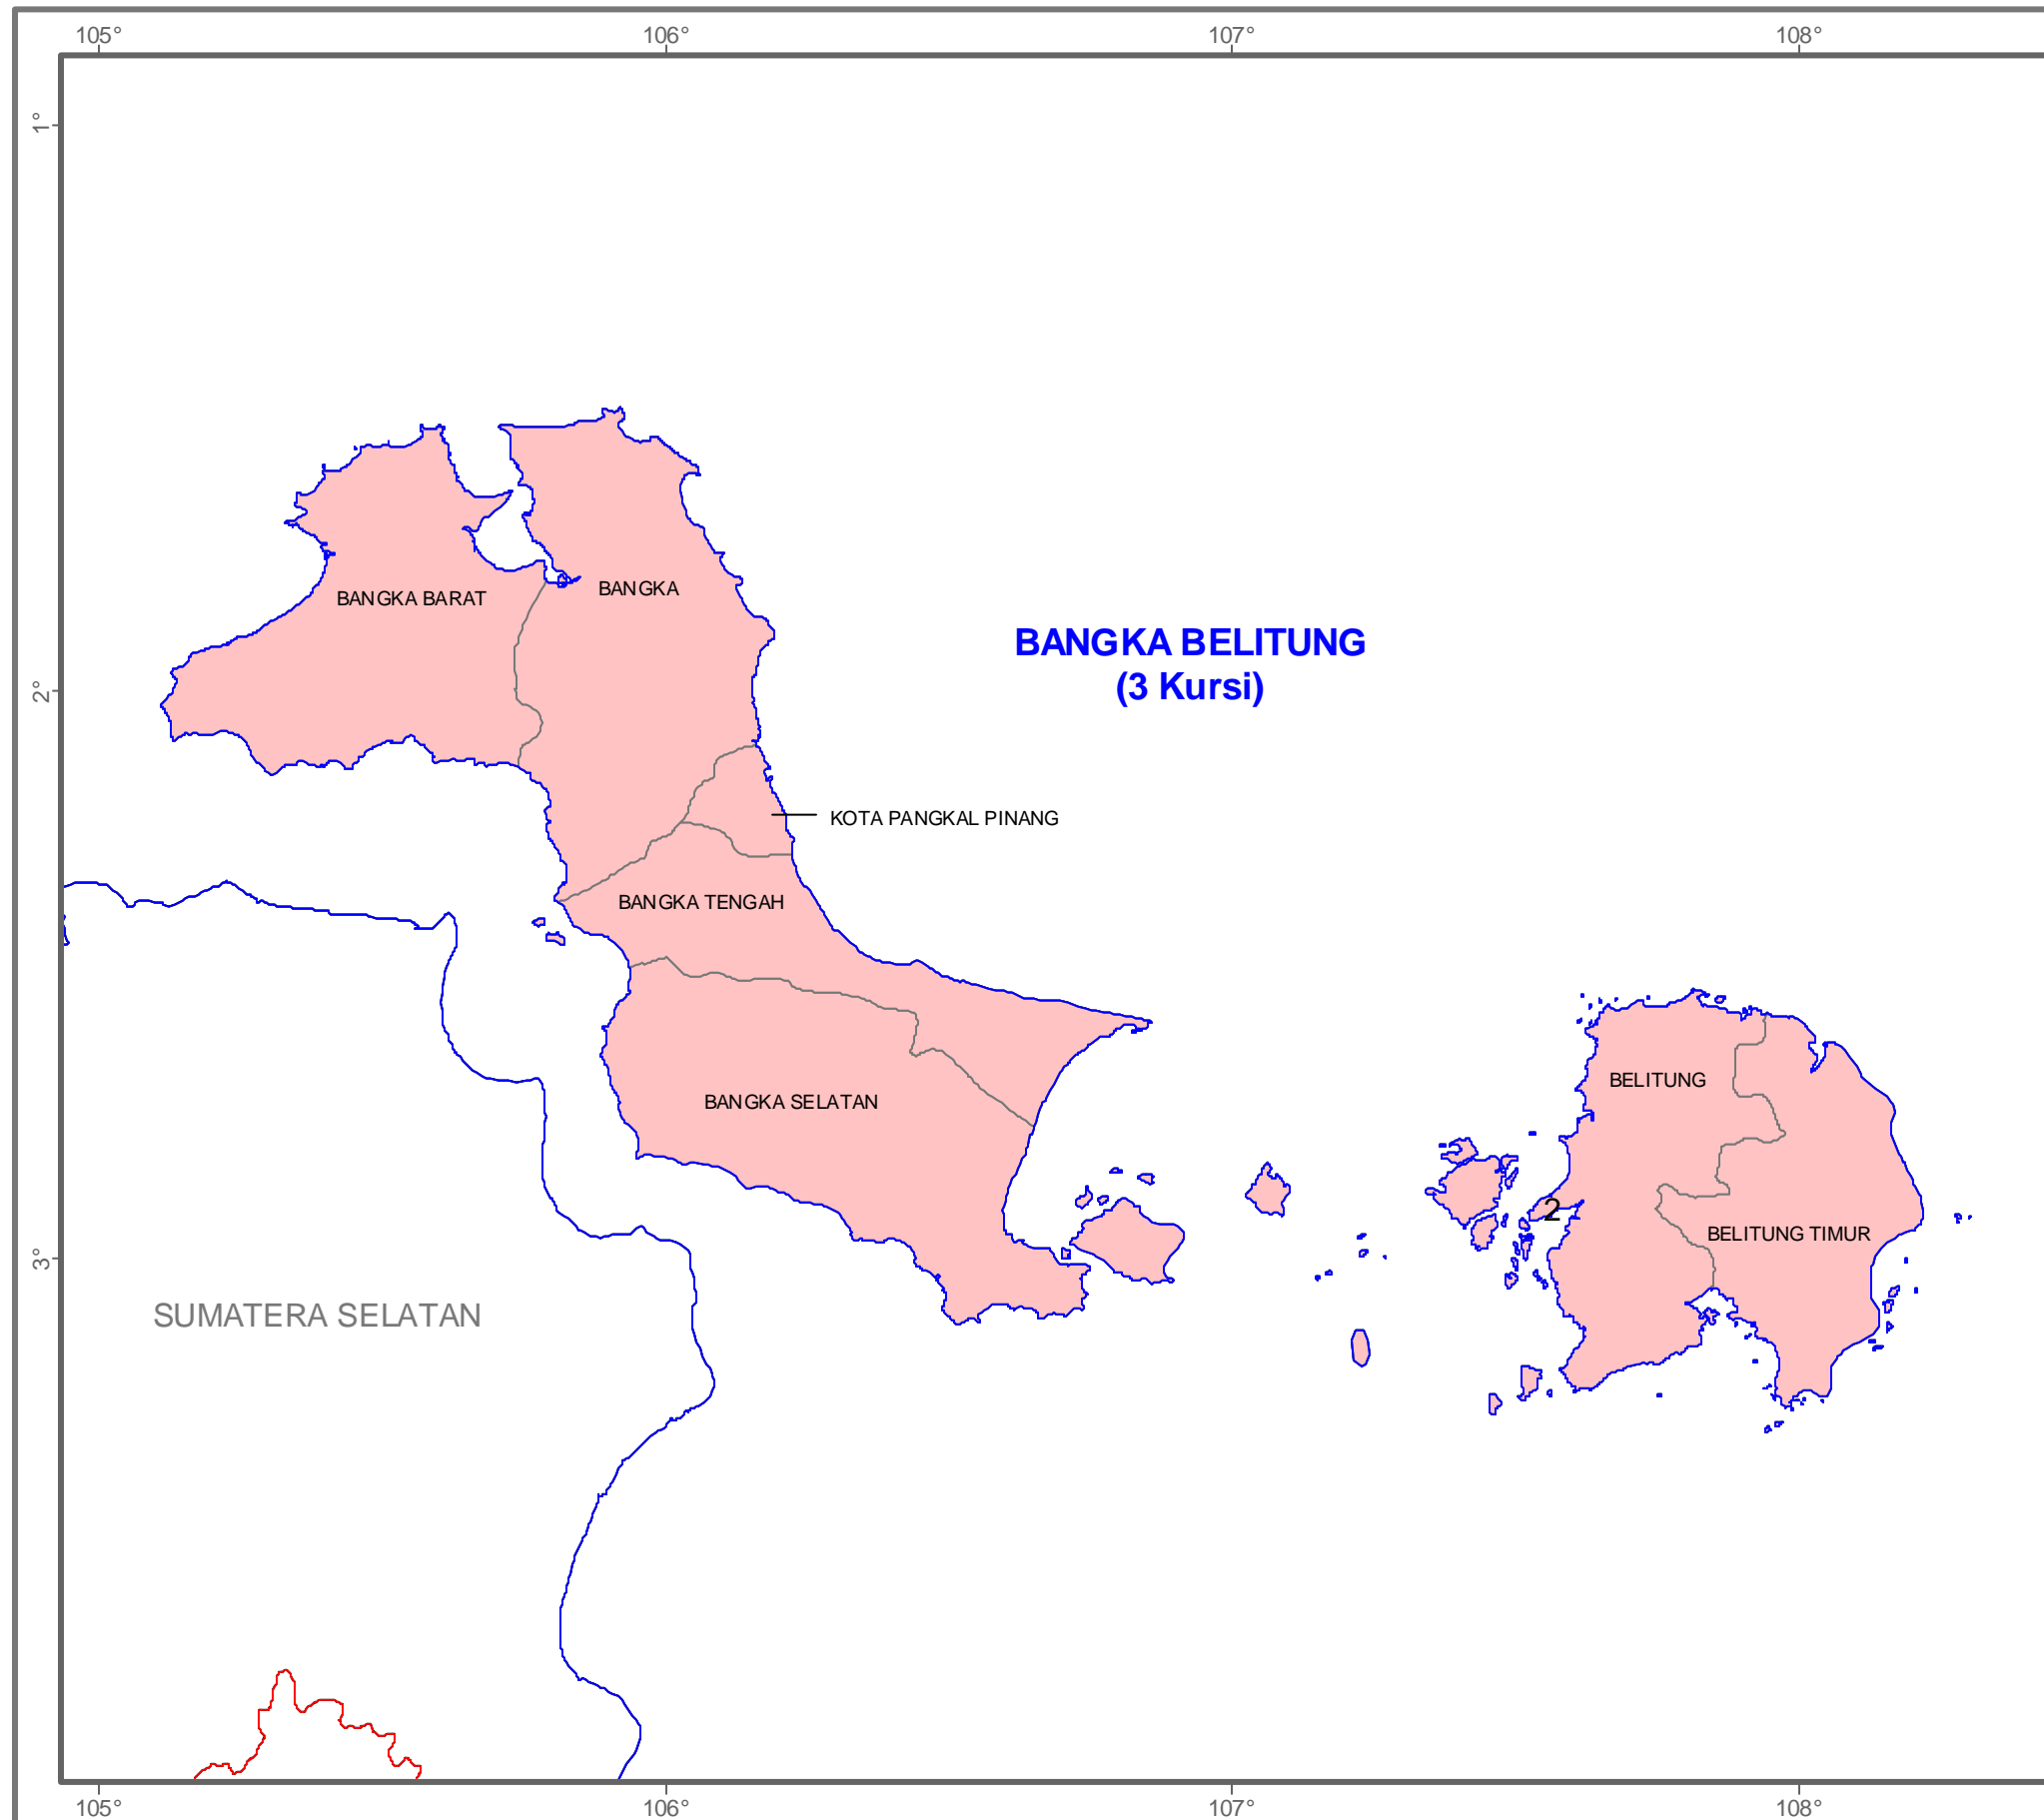 105° 106° 107° 108°
1°
BANGKA
BANGKA BARAT
BANGKA BELITUNG
(3 Kursi)
2°
KOTA PANGKAL PINANG
BANGKA TENGAH
BELITUNG
BANGKA SELATAN
2
BELITUNG TIMUR
3°
SUMATERA SELATAN
105° 106° 107° 108°